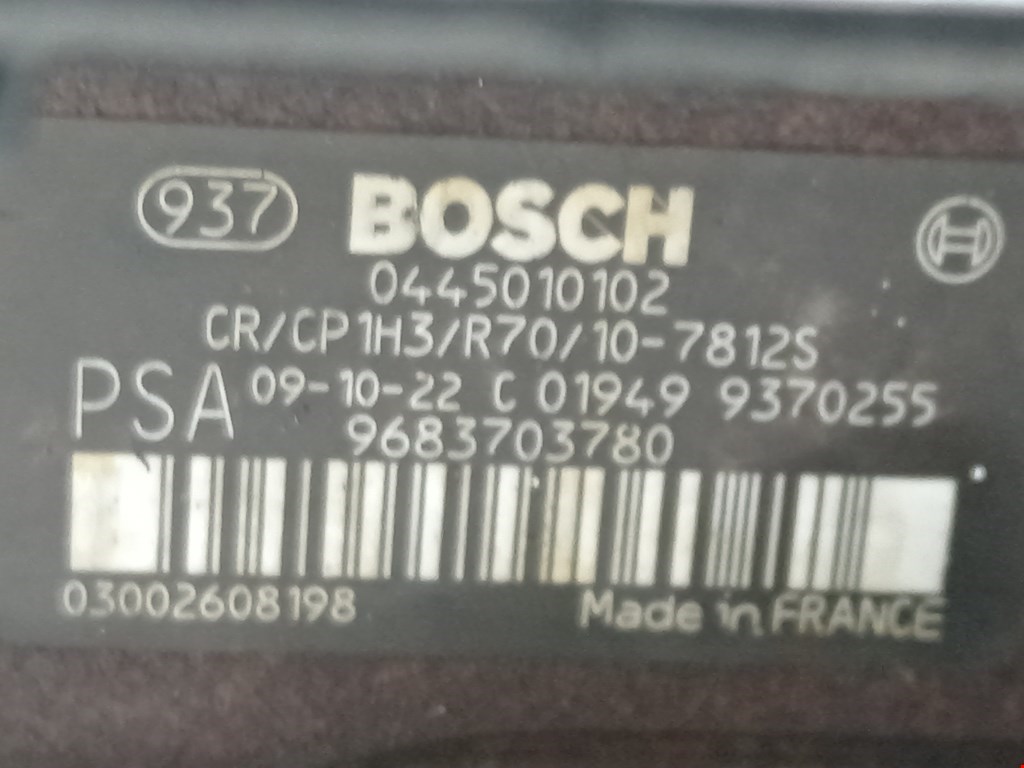 937 BOSCH
0445010102
CR/CP1H3/R70/10-7812S
PSA 09-10-22 C 01949 9370255
9683703780
03002608198 Made in FRANCE